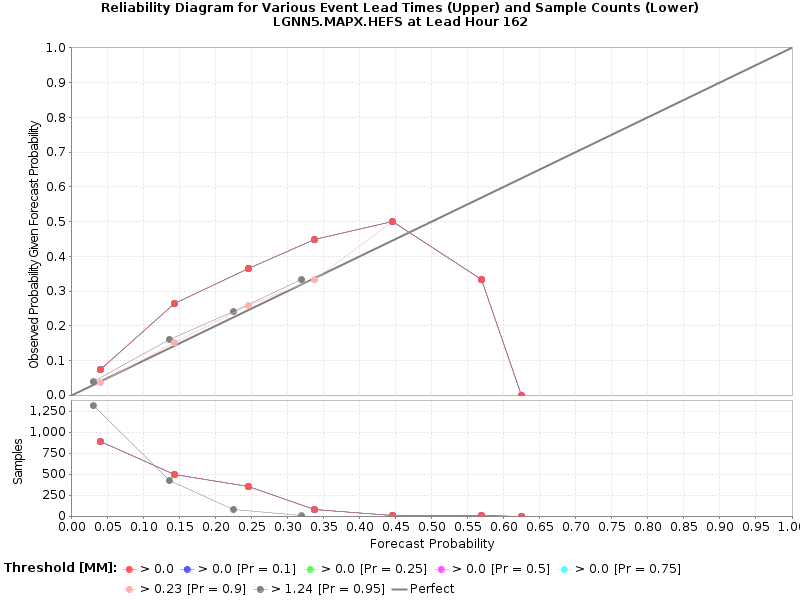 Reliability Diagram for Various Event Lead Times (Upper) and Sample Counts (Lower)
LGNN5.MAPX.HEFS at Lead Hour 162
Observed Probability Given Forecast Probability
1.0
0.9
0.8
0.7
0.6
0.5
0.4
0.3
0.2
0.1
0.0
Samples
1,250
1,000
750
500
250
0
0.00 0.05 0.10 0.15 0.20 0.25 0.30 0.35 0.40 0.45 0.50 0.55 0.60 0.65 0.70 0.75 0.80 0.85 0.90 0.95 1.0
Forecast Probability
Threshold [MM]: > 0.0 > 0.0 [Pr = 0.1] > 0.0 [Pr = 0.25] > 0.0 [Pr = 0.5] > 0.0 [Pr = 0.75]
> 0.23 [Pr = 0.9] > 1.24 [Pr = 0.95] Perfect